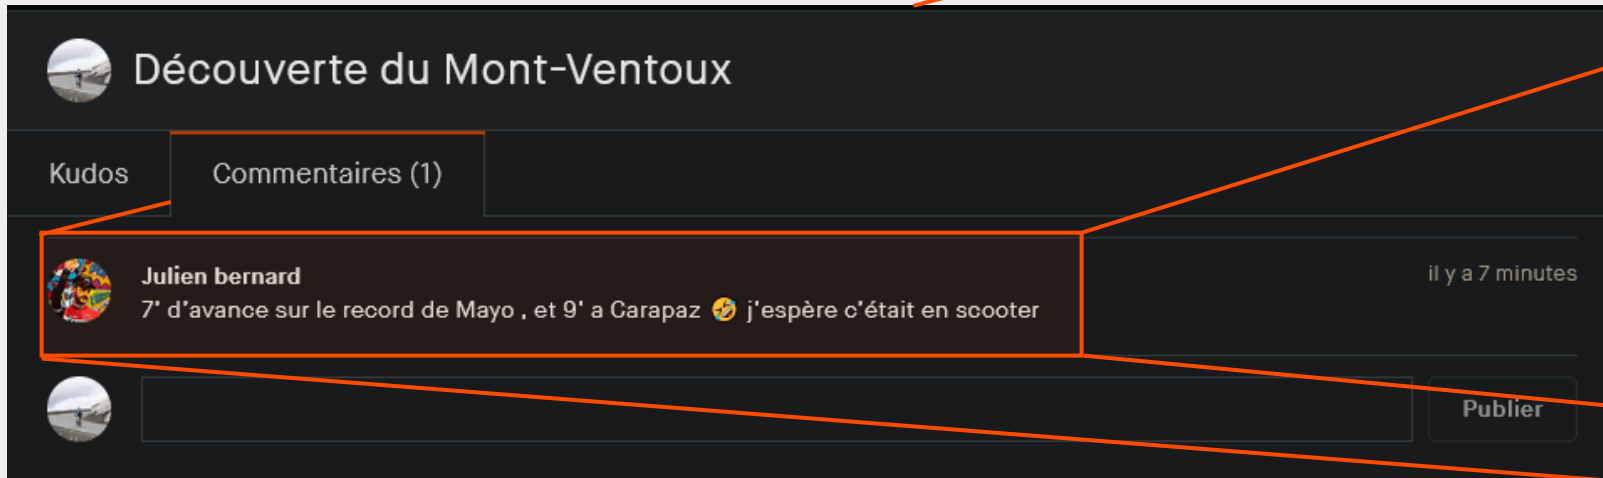 Découverte du Mont-Ventoux
Kudos
Commentaires (1)
Julien bernard
il y a 7 minutes
7' d'avance sur le record de Mayo , et 9' a Carapaz 🤣 j'espère c'était en scooter
Publier